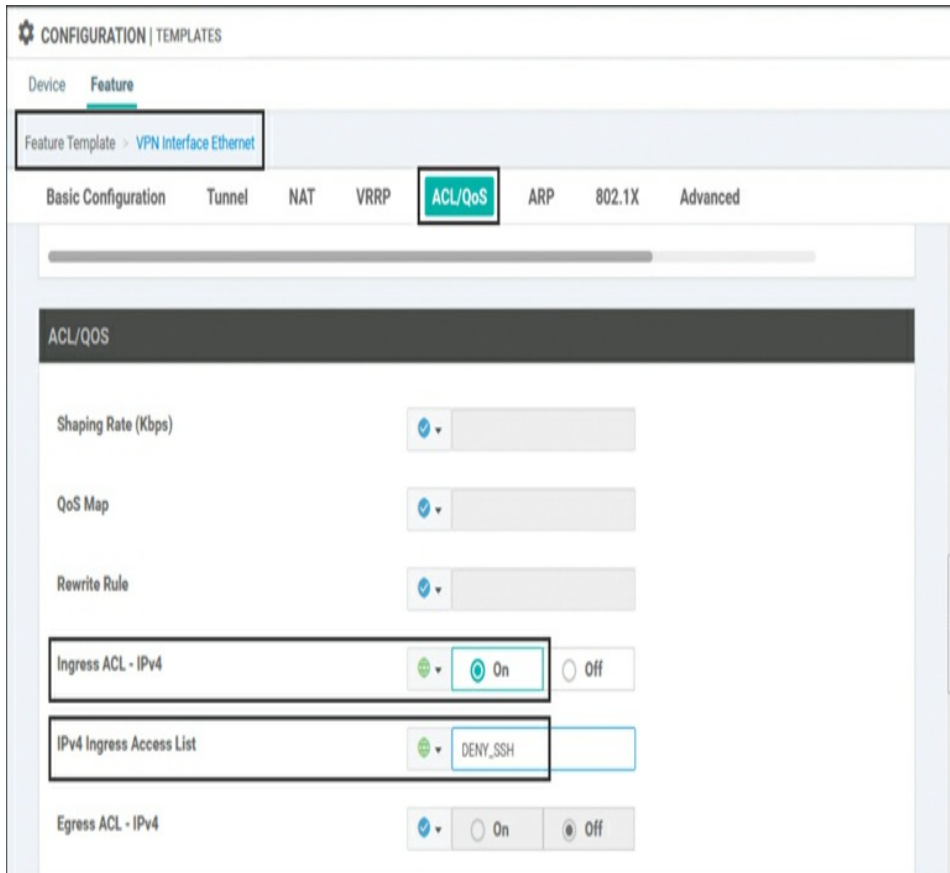 CONFIGURATION | TEMPLATES
Device Feature
Feature Template > VPN Interface Ethernet
Basic Configuration Tunnel NAT VRRP ACL/QoS ARP 802.1X Advanced
ACL/QOS
Shaping Rate (Kbps)
QoS Map
Rewrite Rule
Ingress ACL - IPv4 On Off
IPv4 Ingress Access List DENY_SSH
Egress ACL - IPv4 On Off